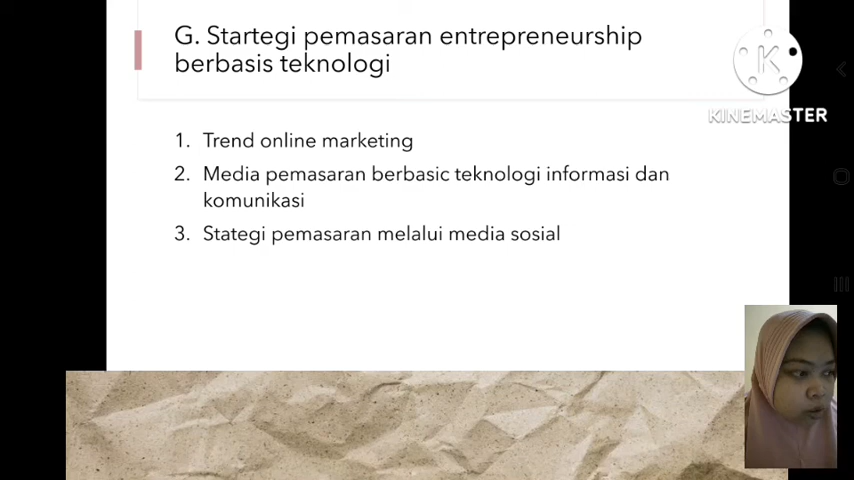 G. Startegi pemasaran entrepreneurship
berbasis teknologi
KINEMASTER
1. Trend online marketing
2. Media pemasaran berbasic teknologi informasi dan
komunikasi
3. Stategi pemasaran melalui media sosial